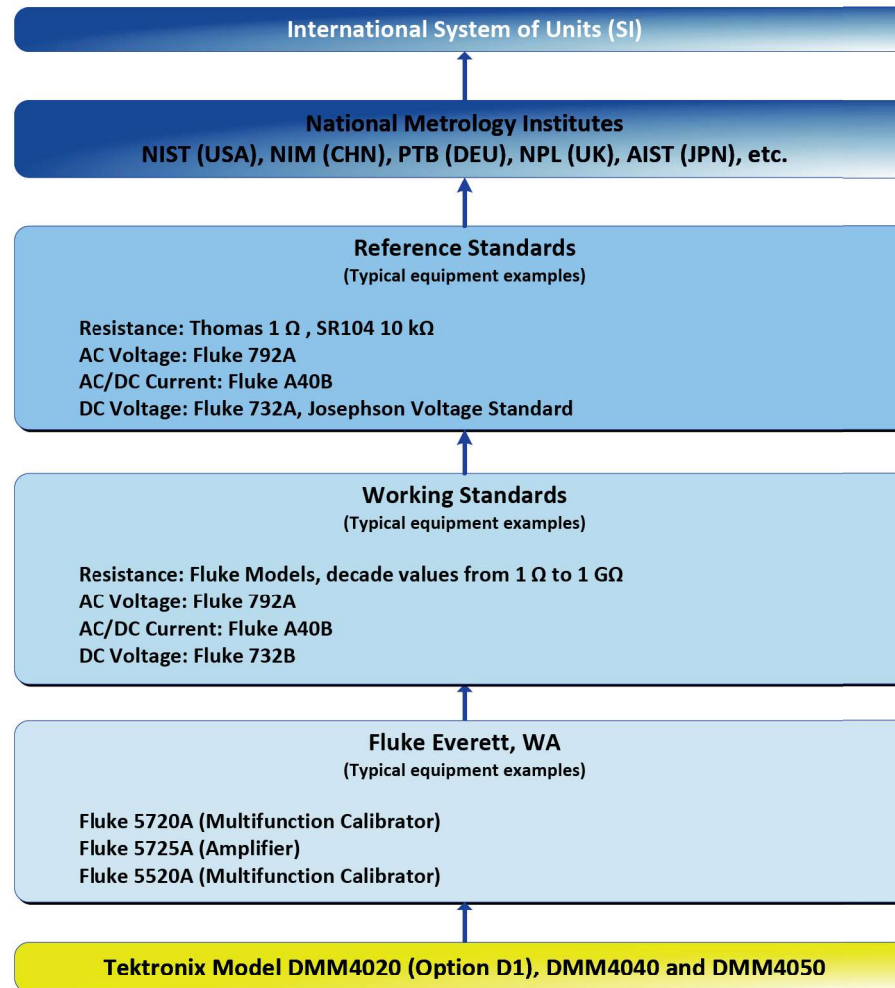 International System of Units (SI)
National Metrology Institutes
NIST (USA), NIM (CHN), PTB (DEU), NPL (UK), AIST (JPN), etc.
Reference Standards
(Typical equipment examples)
Resistance: Thomas 1 Ω , SR104 10 kΩ
AC Voltage: Fluke 792A
AC/DC Current: Fluke A40B
DC Voltage: Fluke 732A, Josephson Voltage Standard
Working Standards
(Typical equipment examples)
Resistance: Fluke Models, decade values from 1 Ω to 1 GΩ
AC Voltage: Fluke 792A
AC/DC Current: Fluke A40B
DC Voltage: Fluke 732B
Fluke Everett, WA
(Typical equipment examples)
Fluke 5720A (Multifunction Calibrator)
Fluke 5725A (Amplifier)
Fluke 5520A (Multifunction Calibrator)
Tektronix Model DMM4020 (Option D1), DMM4040 and DMM4050